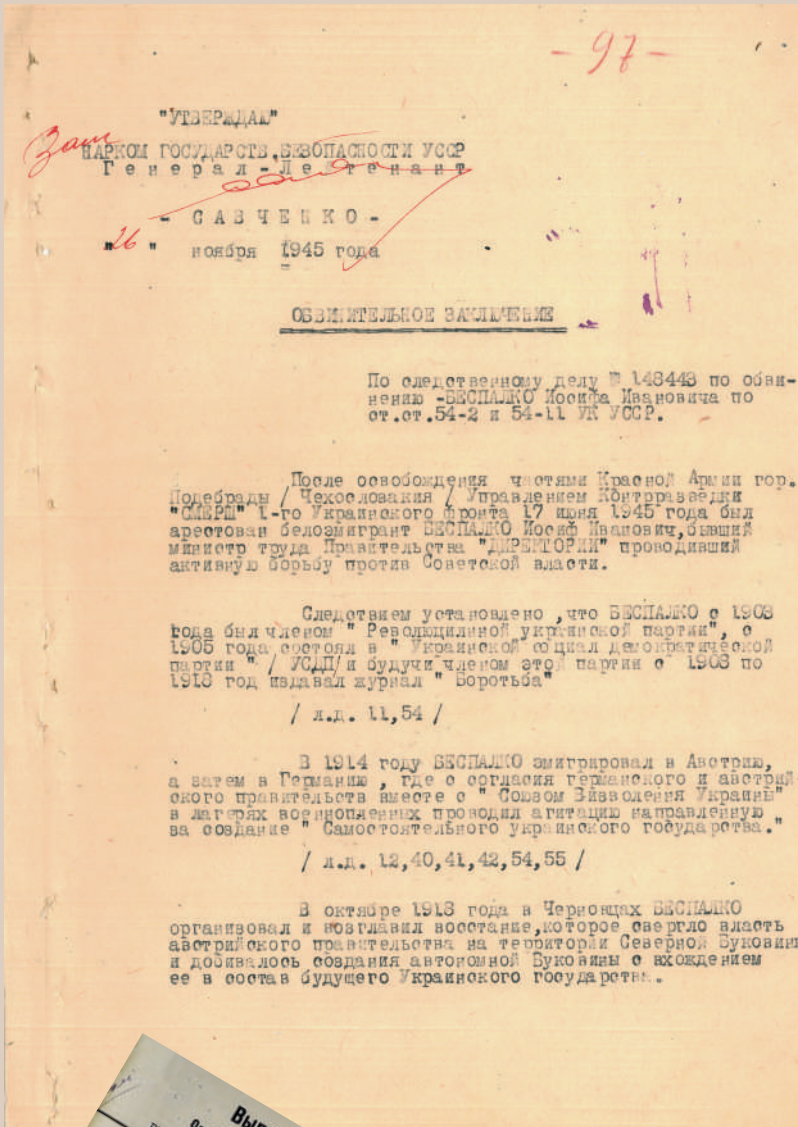 - 97 -
"УТВЕРЖДАЮ"
Зам
НАРКОМ ГОСУДАРСТВ.БЕЗОПАСНОСТИ УССР
Генерал-Лейтенант
- САВЧЕНКО -
"26" ноября 1945 года
ОБВИНИТЕЛЬНОЕ ЗАКЛЮЧЕНИЕ
По следственному делу № 148443 по обви-
нению -БЕСПАЛКО Иосифа Ивановича по
ст.ст.54-2 и 54-11 УК УССР.
После освобождения частями Красной Армии гор.
Подебрады / Чехословакия / Управлением Контрразведки
"СМЕРШ" 1-го Украинского фронта 17 июня 1945 года был
арестован белоэмигрант БЕСПАЛКО Иосиф Иванович,бывший
министр труда Правительства "ДИРЕКТОРИИ" проводивший
активную борьбу против Советской власти.
Следствием установлено ,что БЕСПАЛКО с 1903
года был членом " Революцилиной украинской партии", с
1905 года состоял в " Украинской социал демократической
партии " / УСДП/ и будучи членом этой партии с 1908 по
1918 год издавал журнал " Боротьба"
/ л.д. 11,54 /
В 1914 году БЕСПАЛКО эмигрировал в Австрию,
а затем в Германию , где с согласия германского и австрий-
ского правительств вместе с " Союзом Визволення Украины"
в лагерях военнопленных проводил агитацию направленную
за создание " Самостоятельного украинского государства."
/ л.д. 12,40,41,42,54,55 /
В октябре 1918 года в Черновцах БЕСПАЛКО
организовал и возглавил восстание,которое свергло власть
австрийского правительства на территории Северной Буковины
и добивалось создания автономной Буковины с вхождением
ее в состав будущего Украинского государства.